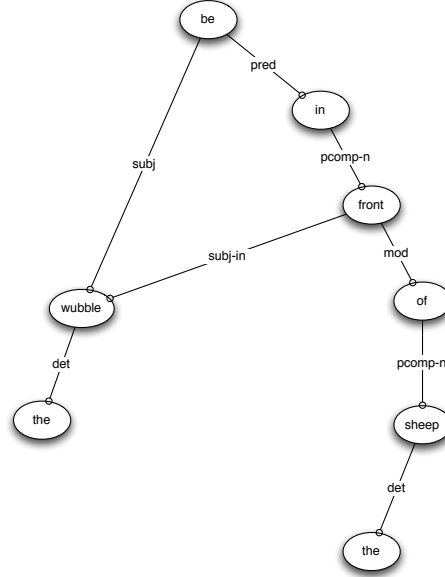 be
pred
in
pcomp-n
subj
front
subj-in
mod
wubble
of
det
pcomp-n
the
sheep
det
the